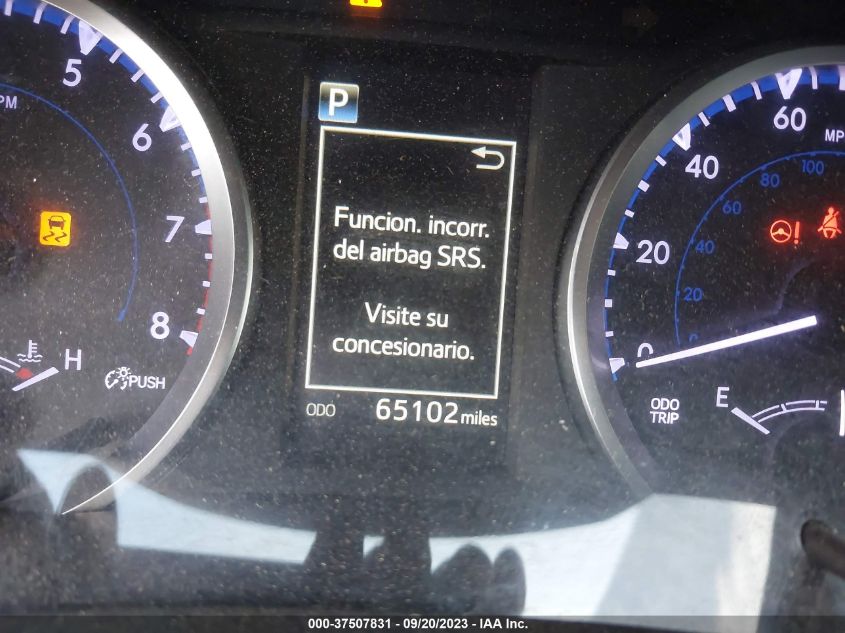 P
Funcion. incorr.
del airbag SRS.
Visite su
concesionario.
ODO 65102 miles
5
6
7
8
H
PUSH
60
40
20
0
100
80
60
40
20
0
ODO
TRIP
E
000-37507831 - 09/20/2023 - IAA Inc.